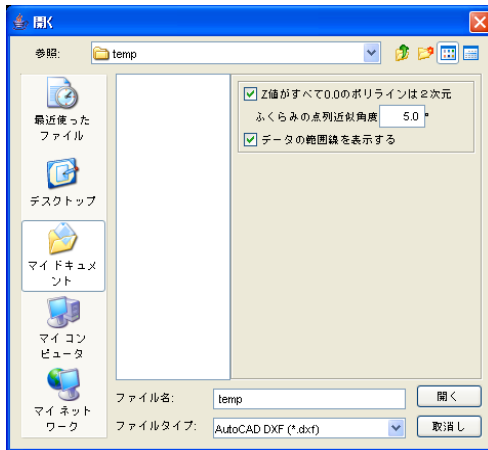 開く
参照: temp
最近使った
ファイル
デスクトップ
マイ ドキュメ
ント
マイ コン
ピュータ
マイ ネット
ワーク
Z値がすべて0.0のポリラインは2次元
ふくらみの点列近似角度 5.0 °
データの範囲線を表示する
ファイル名: temp 開く
ファイルタイプ: AutoCAD DXF (*.dxf) 取消し